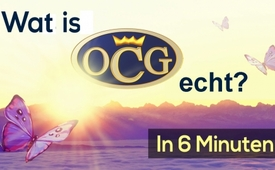 Wat is
OCG
echt?
In 6 Minuten